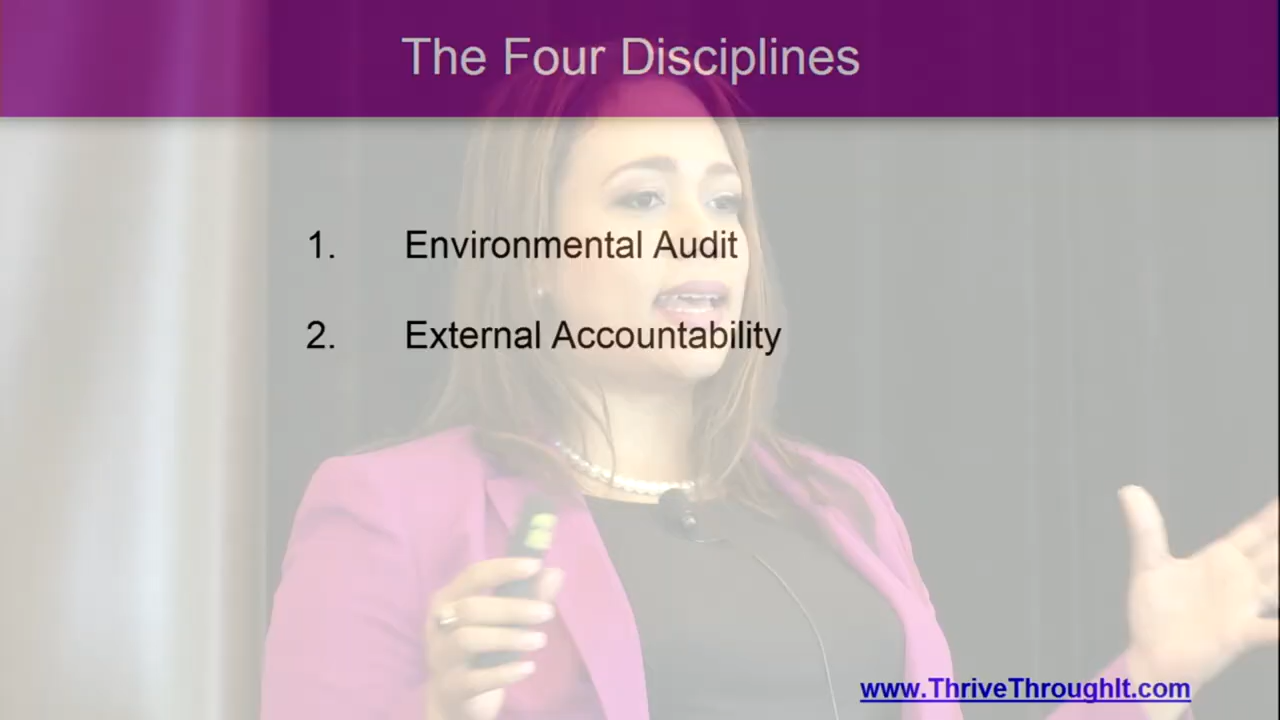 The Four Disciplines
1. Environmental Audit
2. External Accountability
www.ThriveThroughIt.com